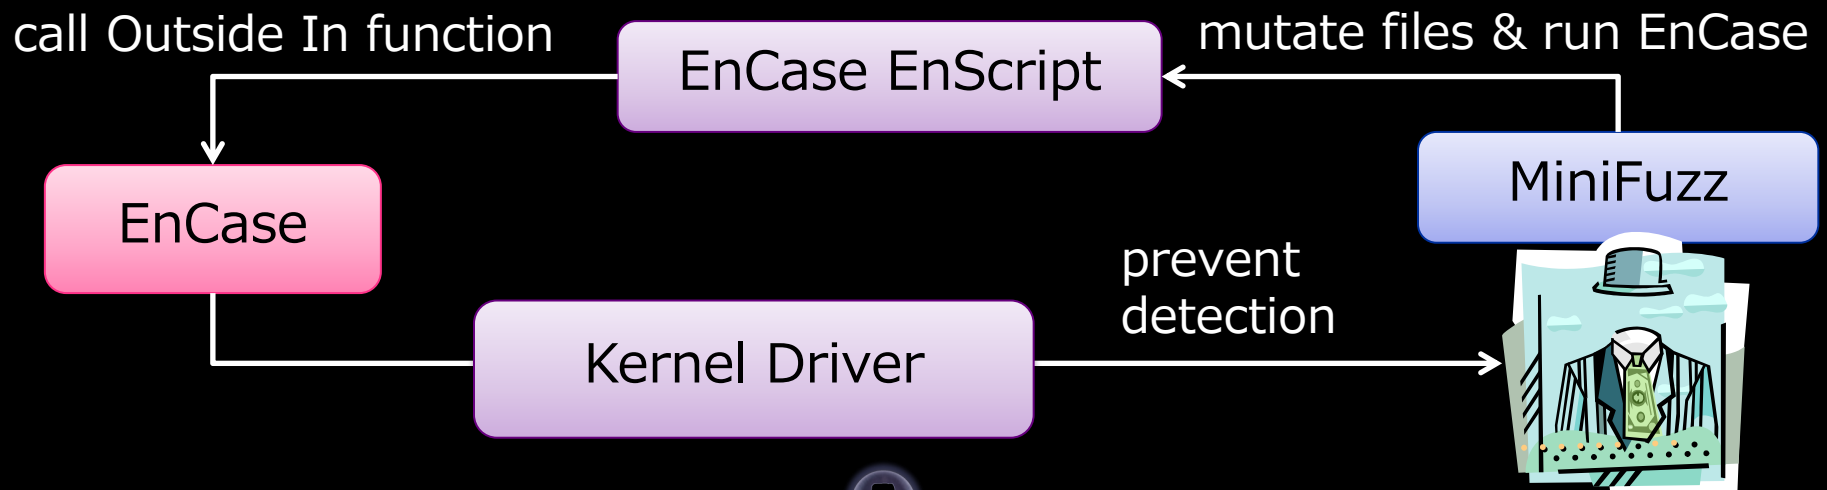 call Outside In function
EnCase EnScript
mutate files & run EnCase
MiniFuzz
EnCase
prevent
detection
Kernel Driver